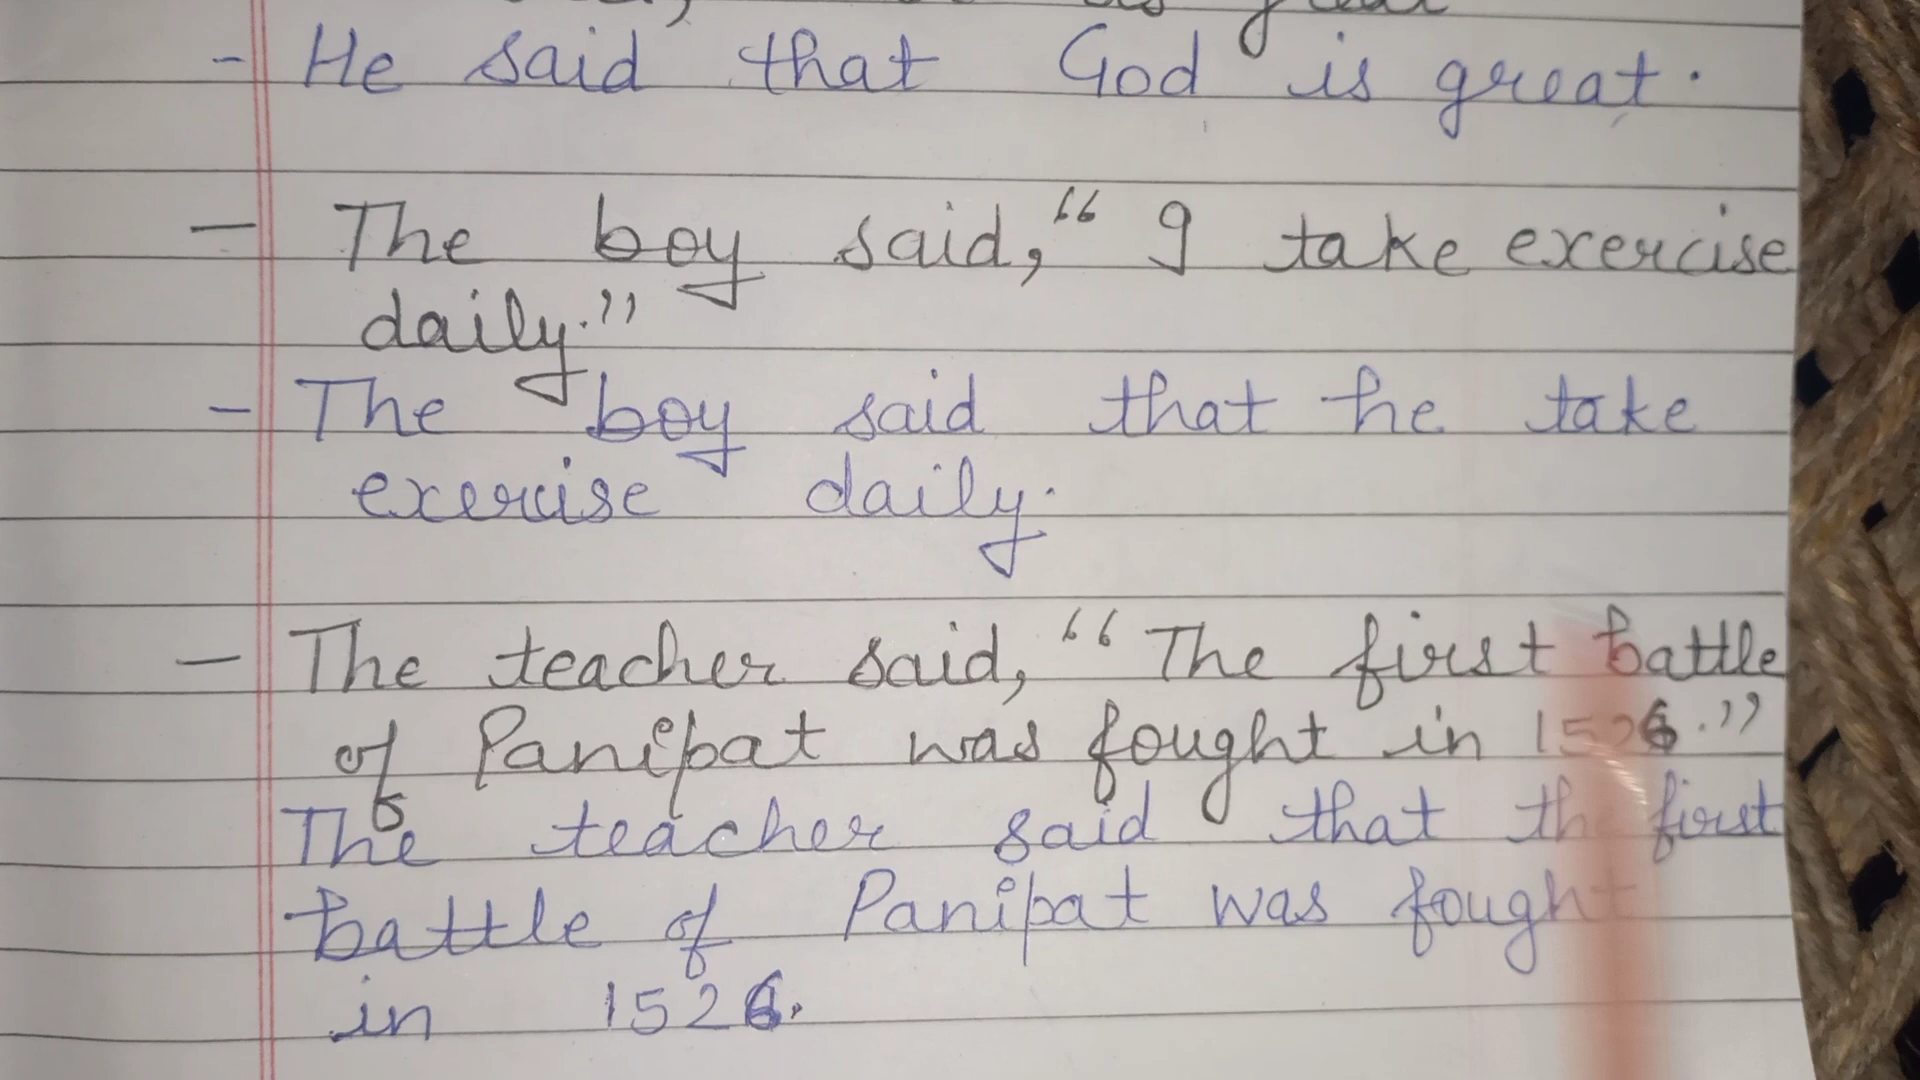 - He said that God is great.
- The boy said, "I take exercise
daily."
- The boy said that he take
exercise daily.
- The teacher said, "The first battle
of Panipat was fought in 1526."
The teacher said that the first
battle of Panipat was fought
in 1526.